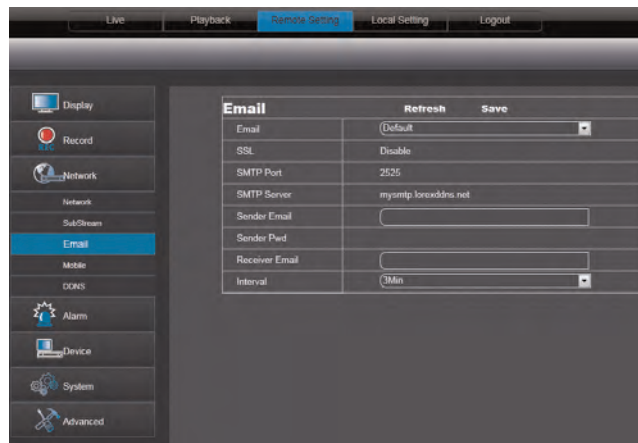 Live Playback Remote Setting Local Setting Logout
Display
Record
Network
Network
SubStream
Email
Mobile
DDNS
Alarm
Device
System
Advanced
Email Refresh Save
Email (Default)
SSL Disable
SMTP Port 2525
SMTP Server mysmtp.lorexddns.net
Sender Email
Sender Pwd
Receiver Email
Interval 3Min